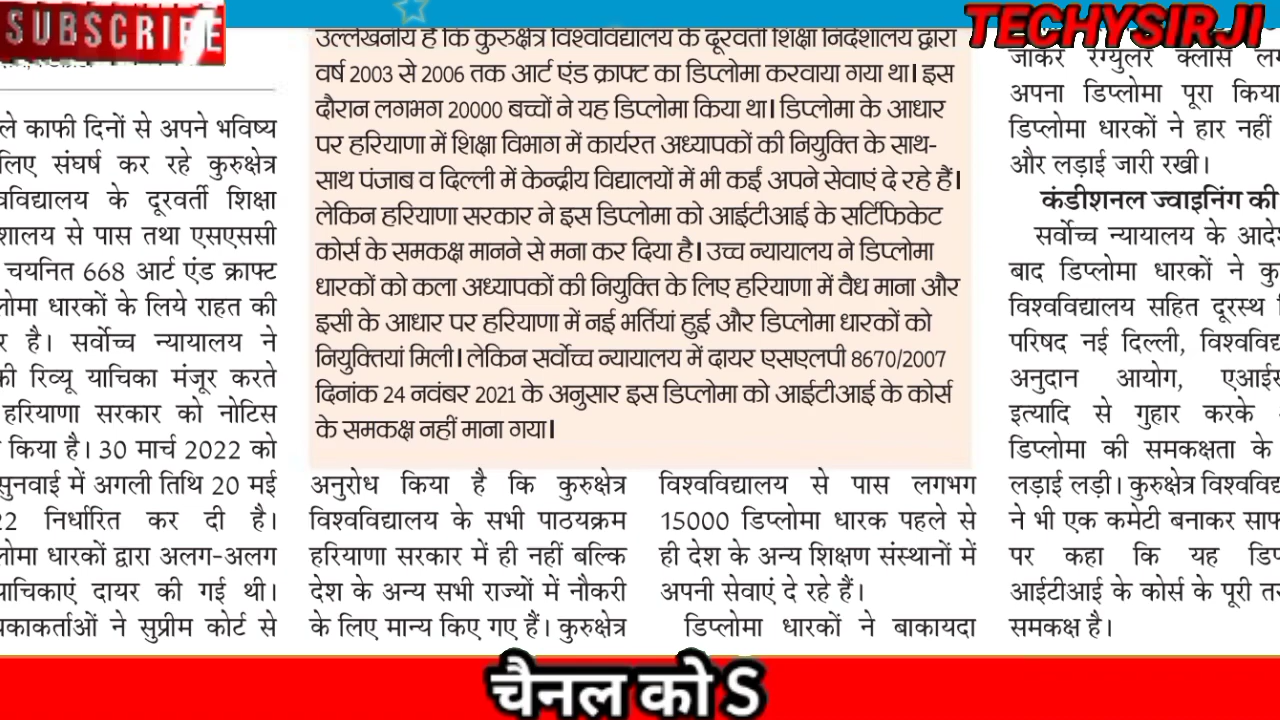 SUBSCRIBE
TECHYSIRJI
ले काफी दिनों से अपने भविष्य
लिए संघर्ष कर रहे कुरुक्षेत्र
विविद्यालय के दूरवर्ती शिक्षा
शालय से पास तथा एसएससी
चयनित 668 आर्ट एंड क्राफ्ट
लोमा धारकों के लिये राहत की
र है। सर्वोच्च न्यायालय ने
की रिव्यू याचिका मंजूर करते
हरियाणा सरकार को नोटिस
किया है। 30 मार्च 2022 को
सुनवाई में अगली तिथि 20 मई
22 निर्धारित कर दी है।
लोमा धारकों द्वारा अलग-अलग
याचिकाएं दायर की गई थी।
काकर्ताओं ने सुप्रीम कोर्ट से
उल्लेखनीय है कि कुरुक्षेत्र विश्वविद्यालय के दूरवर्ती शिक्षा निदेशालय द्वारा
वर्ष 2003 से 2006 तक आर्ट एंड क्राफ्ट का डिप्लोमा करवाया गया था। इस
दौरान लगभग 20000 बच्चों ने यह डिप्लोमा किया था। डिप्लोमा के आधार
पर हरियाणा में शिक्षा विभाग में कार्यरत अध्यापकों की नियुक्ति के साथ-
साथ पंजाब व दिल्ली में केन्द्रीय विद्यालयों में भी कईं अपने सेवाएं दे रहे हैं।
लेकिन हरियाणा सरकार ने इस डिप्लोमा को आईटीआई के सर्टिफिकेट
कोर्स के समकक्ष मानने से मना कर दिया है। उच्च न्यायालय ने डिप्लोमा
धारकों को कला अध्यापकों की नियुक्ति के लिए हरियाणा में वैध माना और
इसी के आधार पर हरियाणा में नई भर्तियां हुई और डिप्लोमा धारकों को
नियुक्तियां मिली। लेकिन सर्वोच्च न्यायालय में दायर एसएलपी 8670/2007
दिनांक 24 नवंबर 2021 के अनुसार इस डिप्लोमा को आईटीआई के कोर्स
के समकक्ष नहीं माना गया।
अनुरोध किया है कि कुरुक्षेत्र
विश्वविद्यालय के सभी पाठयक्रम
हरियाणा सरकार में ही नहीं बल्कि
देश के अन्य सभी राज्यों में नौकरी
के लिए मान्य किए गए हैं। कुरुक्षेत्र
विश्वविद्यालय से पास लगभग
15000 डिप्लोमा धारक पहले से
ही देश के अन्य शिक्षण संस्थानों में
अपनी सेवाएं दे रहे हैं।
डिप्लोमा धारकों ने बाकायदा
जाकर रेग्युलर क्लास
अपना डिप्लोमा पूरा किया
डिप्लोमा धारकों ने हार नहीं
और लड़ाई जारी रखी।
कंडीशनल ज्वाइनिंग की
सर्वोच्च न्यायालय के
बाद डिप्लोमा धारकों ने
विश्वविद्यालय सहित दूरस्थ
परिषद नई दिल्ली,
अनुदान आयोग,
इत्यादि से गुहार करके
डिप्लोमा की समकक्षता के
लड़ाई लड़ी। कुरुक्षेत्र
ने भी एक कमेटी बनाकर
पर कहा कि यह
आईटीआई के कोर्स के पूरी
समकक्ष है।
चैनल को S